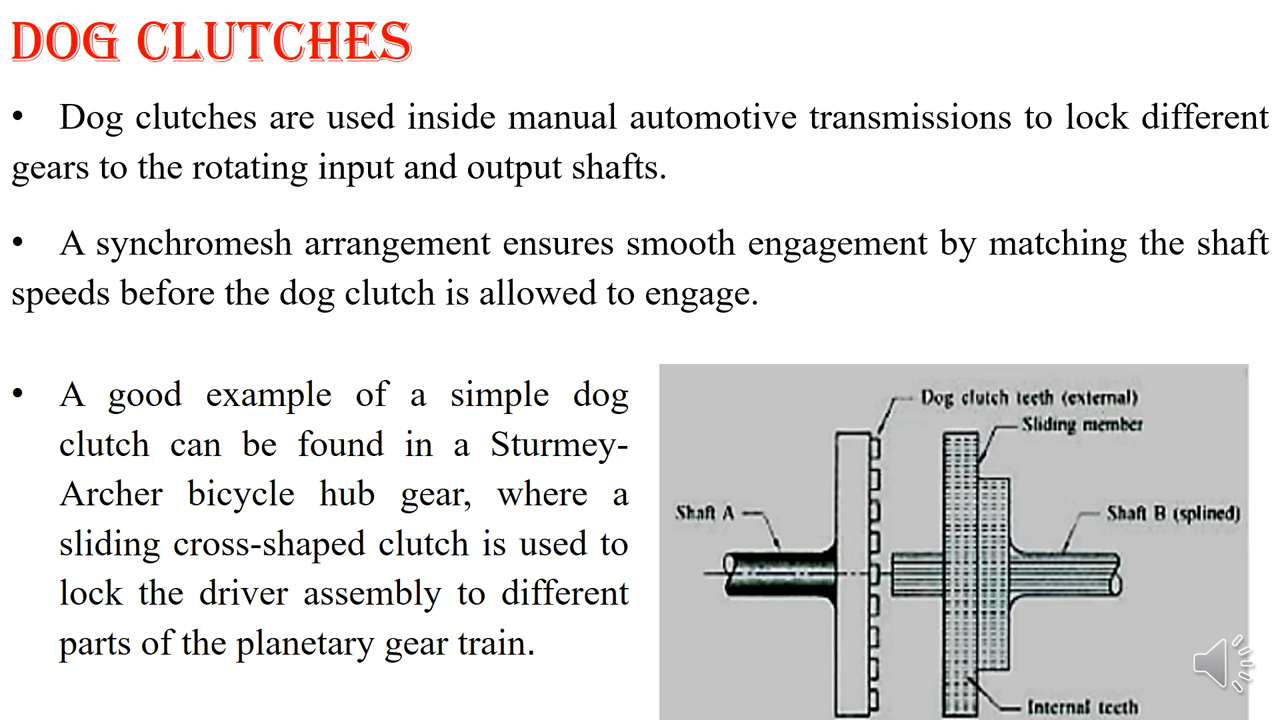 DOG CLUTCHES
• Dog clutches are used inside manual automotive transmissions to lock different
gears to the rotating input and output shafts.
• A synchromesh arrangement ensures smooth engagement by matching the shaft
speeds before the dog clutch is allowed to engage.
• A good example of a simple dog
clutch can be found in a Sturmey-
Archer bicycle hub gear, where a
sliding cross-shaped clutch is used to
lock the driver assembly to different
parts of the planetary gear train.
Dog clutch teeth (external)
Sliding member
Shaft A
Shaft B (splined)
Internal teeth